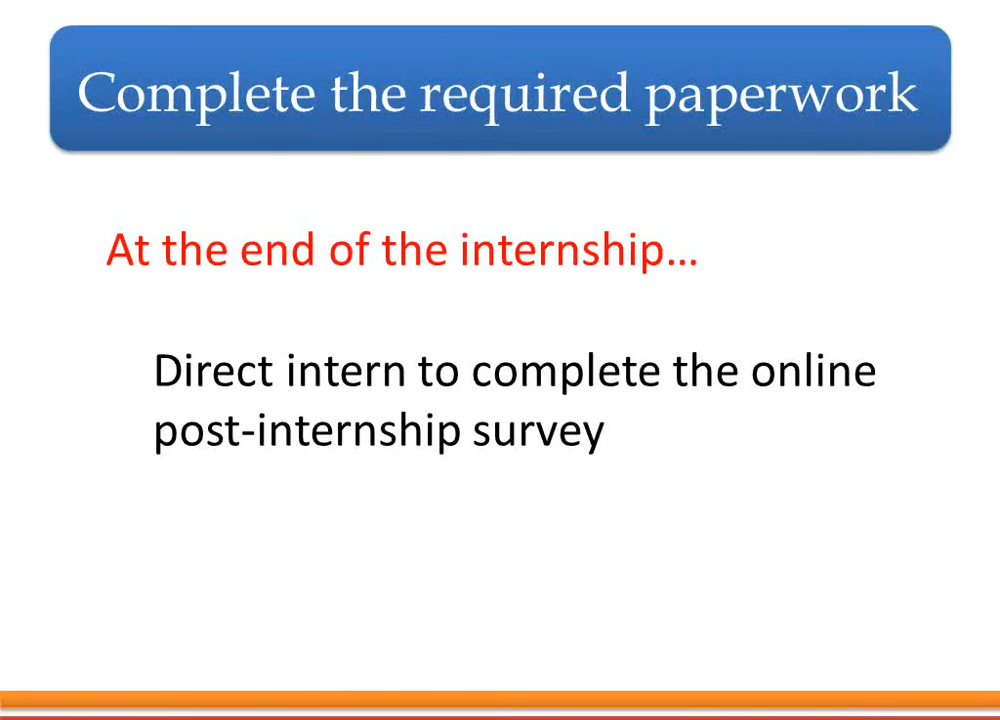 Complete the required paperwork
At the end of the internship...
Direct intern to complete the online
post-internship survey